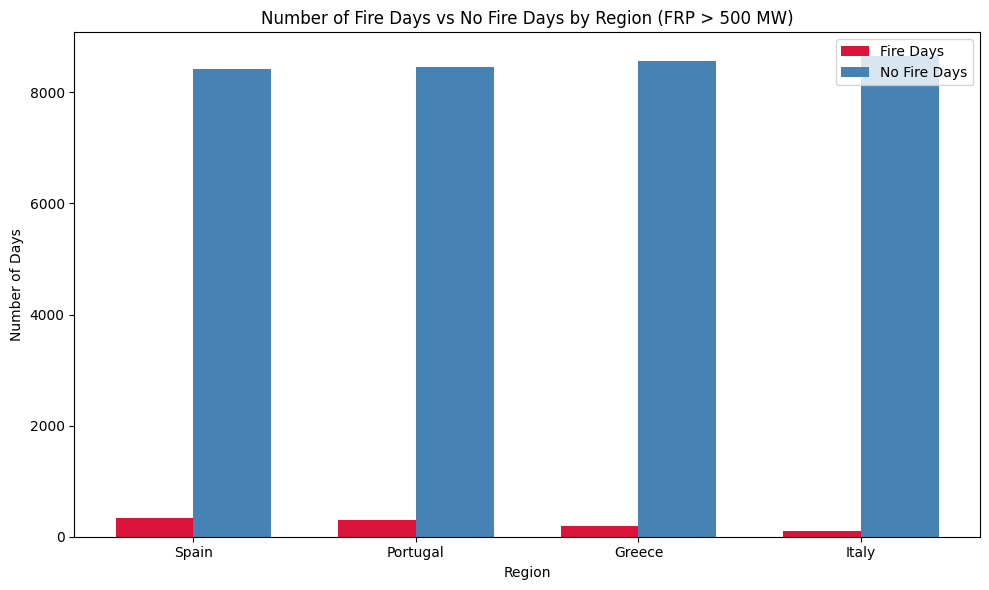 Number of Fire Days vs No Fire Days by Region (FRP > 500 MW)
Fire Days
No Fire Days
8000
6000
4000
2000
0
Number of Days
Spain
Portugal
Greece
Italy
Region